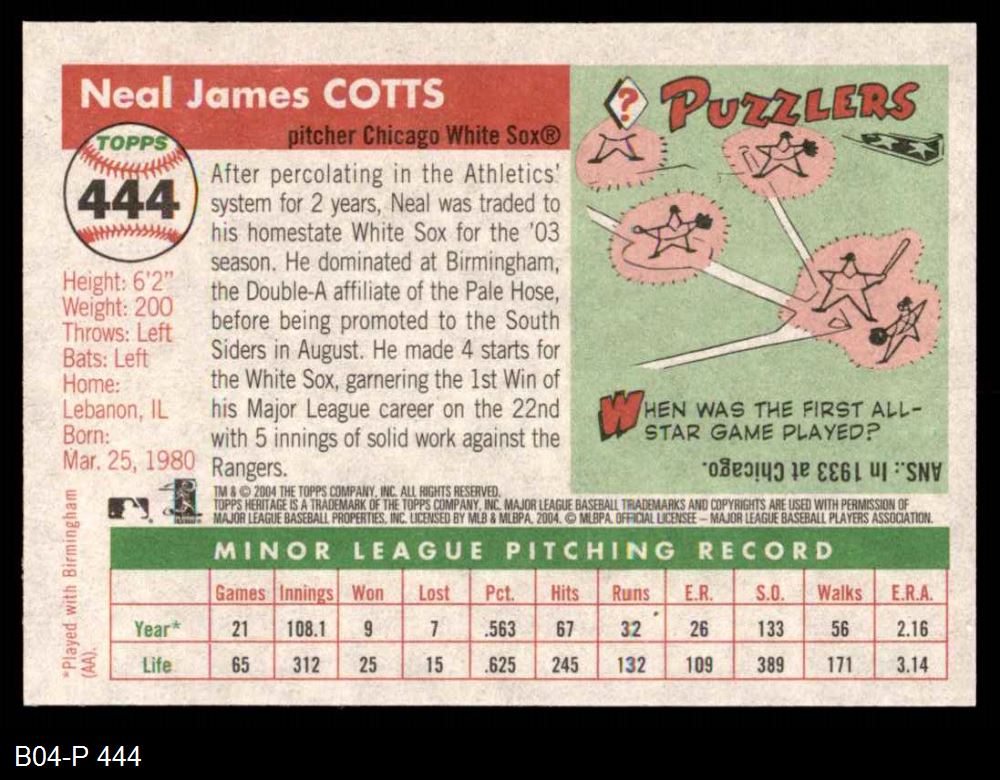 Neal James COTTS
pitcher Chicago White Sox®
TOPPS
444
Height: 6'2"
Weight: 200
Throws: Left
Bats: Left
Home:
Lebanon, IL
Born:
Mar. 25, 1980
After percolating in the Athletics'
system for 2 years, Neal was traded to
his homestate White Sox for the '03
season. He dominated at Birmingham,
the Double-A affiliate of the Pale Hose,
before being promoted to the South
Siders in August. He made 4 starts for
the White Sox, garnering the 1st Win of
his Major League career on the 22nd
with 5 innings of solid work against the
Rangers.
?
PUZZLERS
WHEN WAS THE FIRST ALL-
STAR GAME PLAYED?
ANS.: In 1933 at Chicago.
TM & © 2004 THE TOPPS COMPANY, INC. ALL RIGHTS RESERVED.
TOPPS HERITAGE IS A TRADEMARK OF THE TOPPS COMPANY, INC. MAJOR LEAGUE BASEBALL TRADEMARKS AND COPYRIGHTS ARE USED WITH PERMISSION OF
MAJOR LEAGUE BASEBALL PROPERTIES, INC. LICENSED BY MLB & MLBPA, 2004. © MLBPA. OFFICIAL LICENSEE – MAJOR LEAGUE BASEBALL PLAYERS ASSOCIATION.
MINOR LEAGUE PITCHING RECORD
Games Innings Won Lost Pct. Hits Runs E.R. S.O. Walks E.R.A.
Year* 21 108.1 9 7 .563 67 32 26 133 56 2.16
Life 65 312 25 15 .625 245 132 109 389 171 3.14
*Played with Birmingham
(AA).
B04-P 444